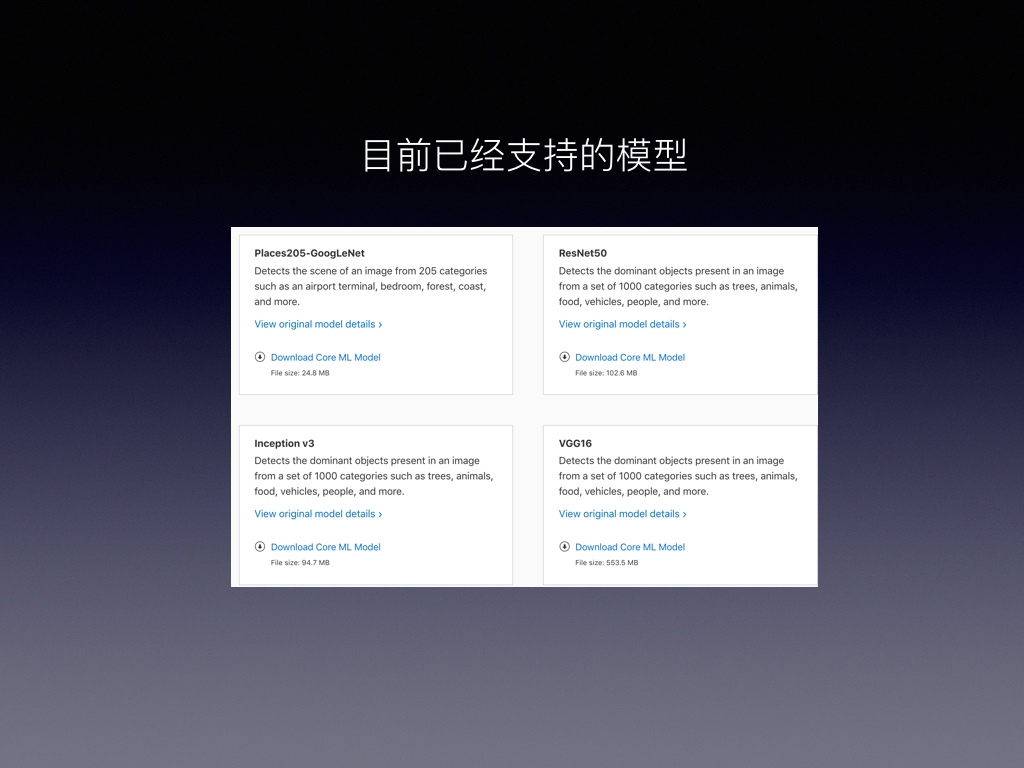 目前已经支持的模型
Places205-GoogLeNet
Detects the scene of an image from 205 categories
such as an airport terminal, bedroom, forest, coast,
and more.
View original model details ›
Download Core ML Model
File size: 24.8 MB
ResNet50
Detects the dominant objects present in an image
from a set of 1000 categories such as trees, animals,
food, vehicles, people, and more.
View original model details ›
Download Core ML Model
File size: 102.6 MB
Inception v3
Detects the dominant objects present in an image
from a set of 1000 categories such as trees, animals,
food, vehicles, people, and more.
View original model details ›
Download Core ML Model
File size: 94.7 MB
VGG16
Detects the dominant objects present in an image
from a set of 1000 categories such as trees, animals,
food, vehicles, people, and more.
View original model details ›
Download Core ML Model
File size: 553.5 MB